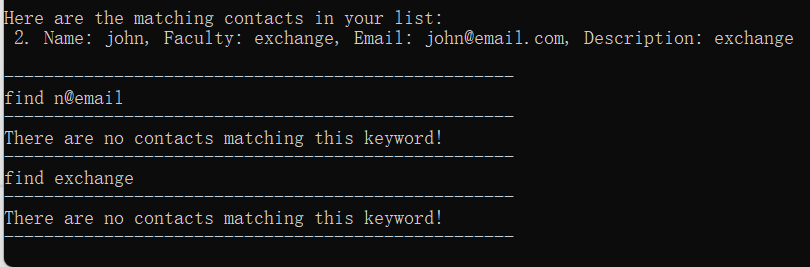 Here are the matching contacts in your list:
2. Name: john, Faculty: exchange, Email: john@email.com, Description: exchange
---------------------------------------------------
find n@email
---------------------------------------------------
There are no contacts matching this keyword!
---------------------------------------------------
find exchange
---------------------------------------------------
There are no contacts matching this keyword!
---------------------------------------------------